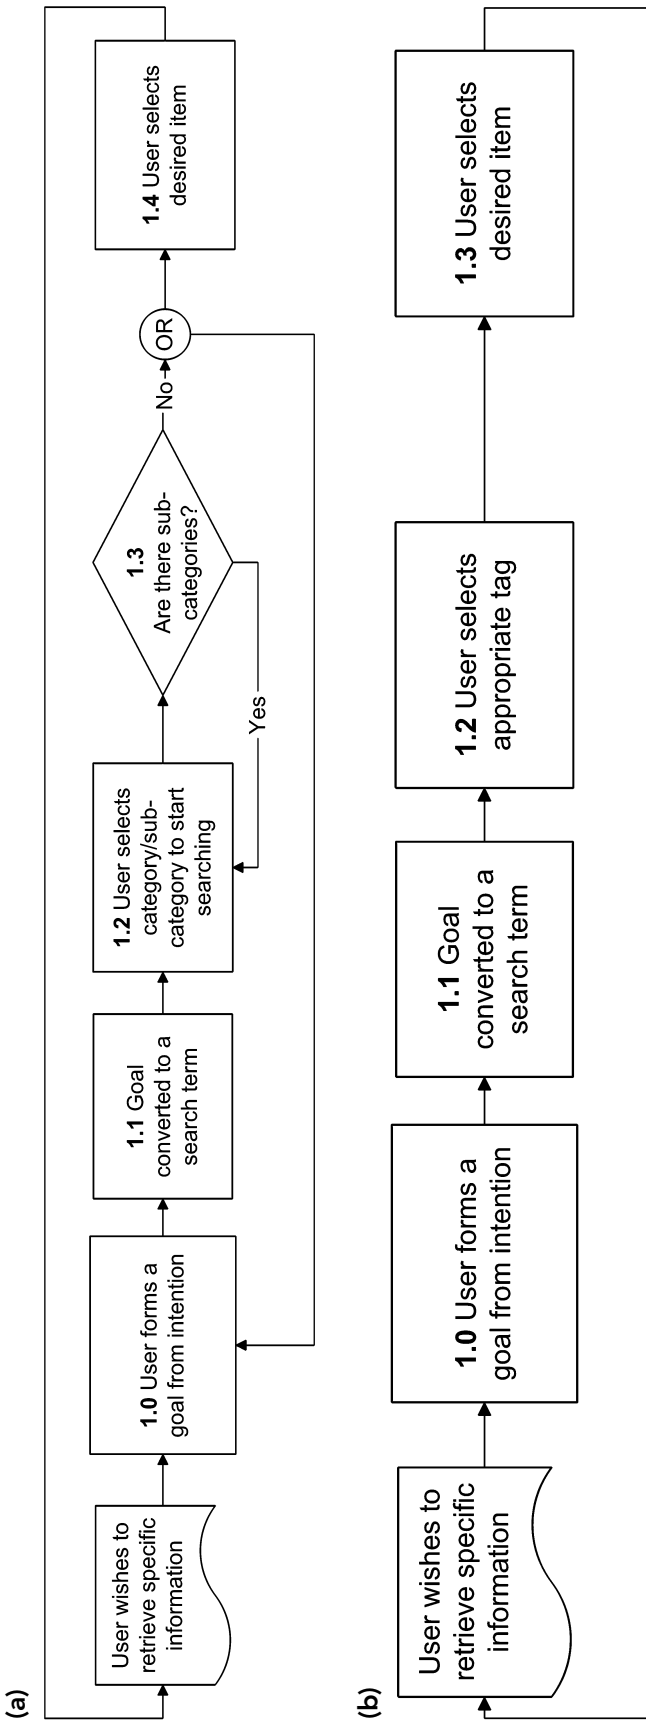 (a)
User wishes to
retrieve specific
information
1.0 User forms a
goal from intention
1.1 Goal
converted to a
search term
1.2 User selects
category/sub-
category to start
searching
1.3
Are there sub-
categories?
Yes
No
OR
1.4 User selects
desired item
(b)
User wishes to
retrieve specific
information
1.0 User forms a
goal from intention
1.1 Goal
converted to a
search term
1.2 User selects
appropriate tag
1.3 User selects
desired item